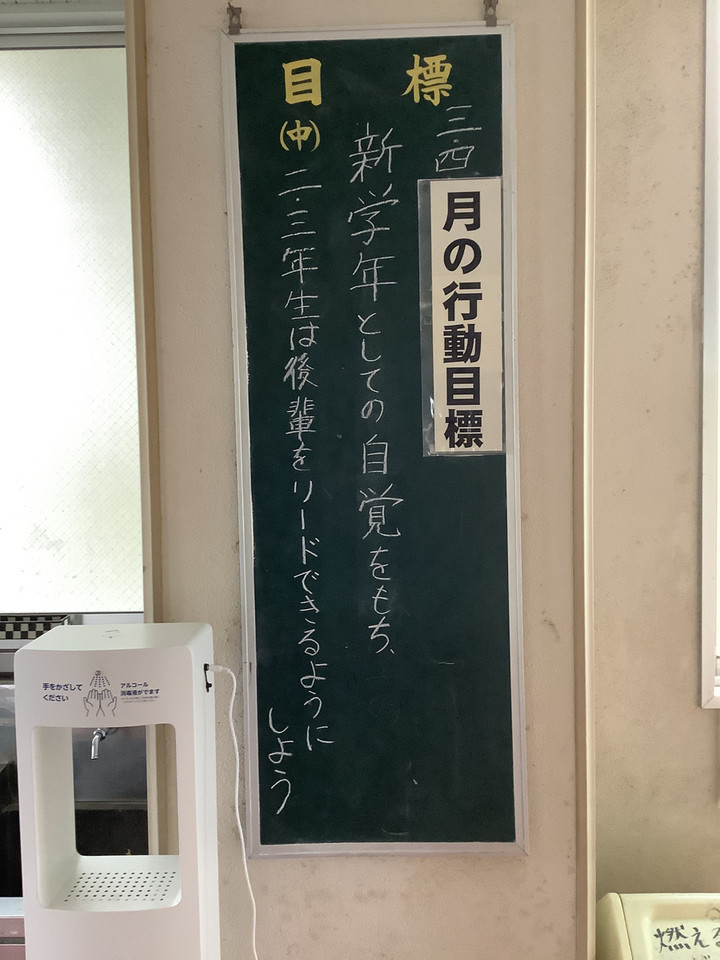 目標
三・四月の行動目標
新学年としての自覚をもち、
(中)二・三年生は後輩をリードできるように
しよう
手をかざして
ください
アルコール
消毒液がでます
燃える